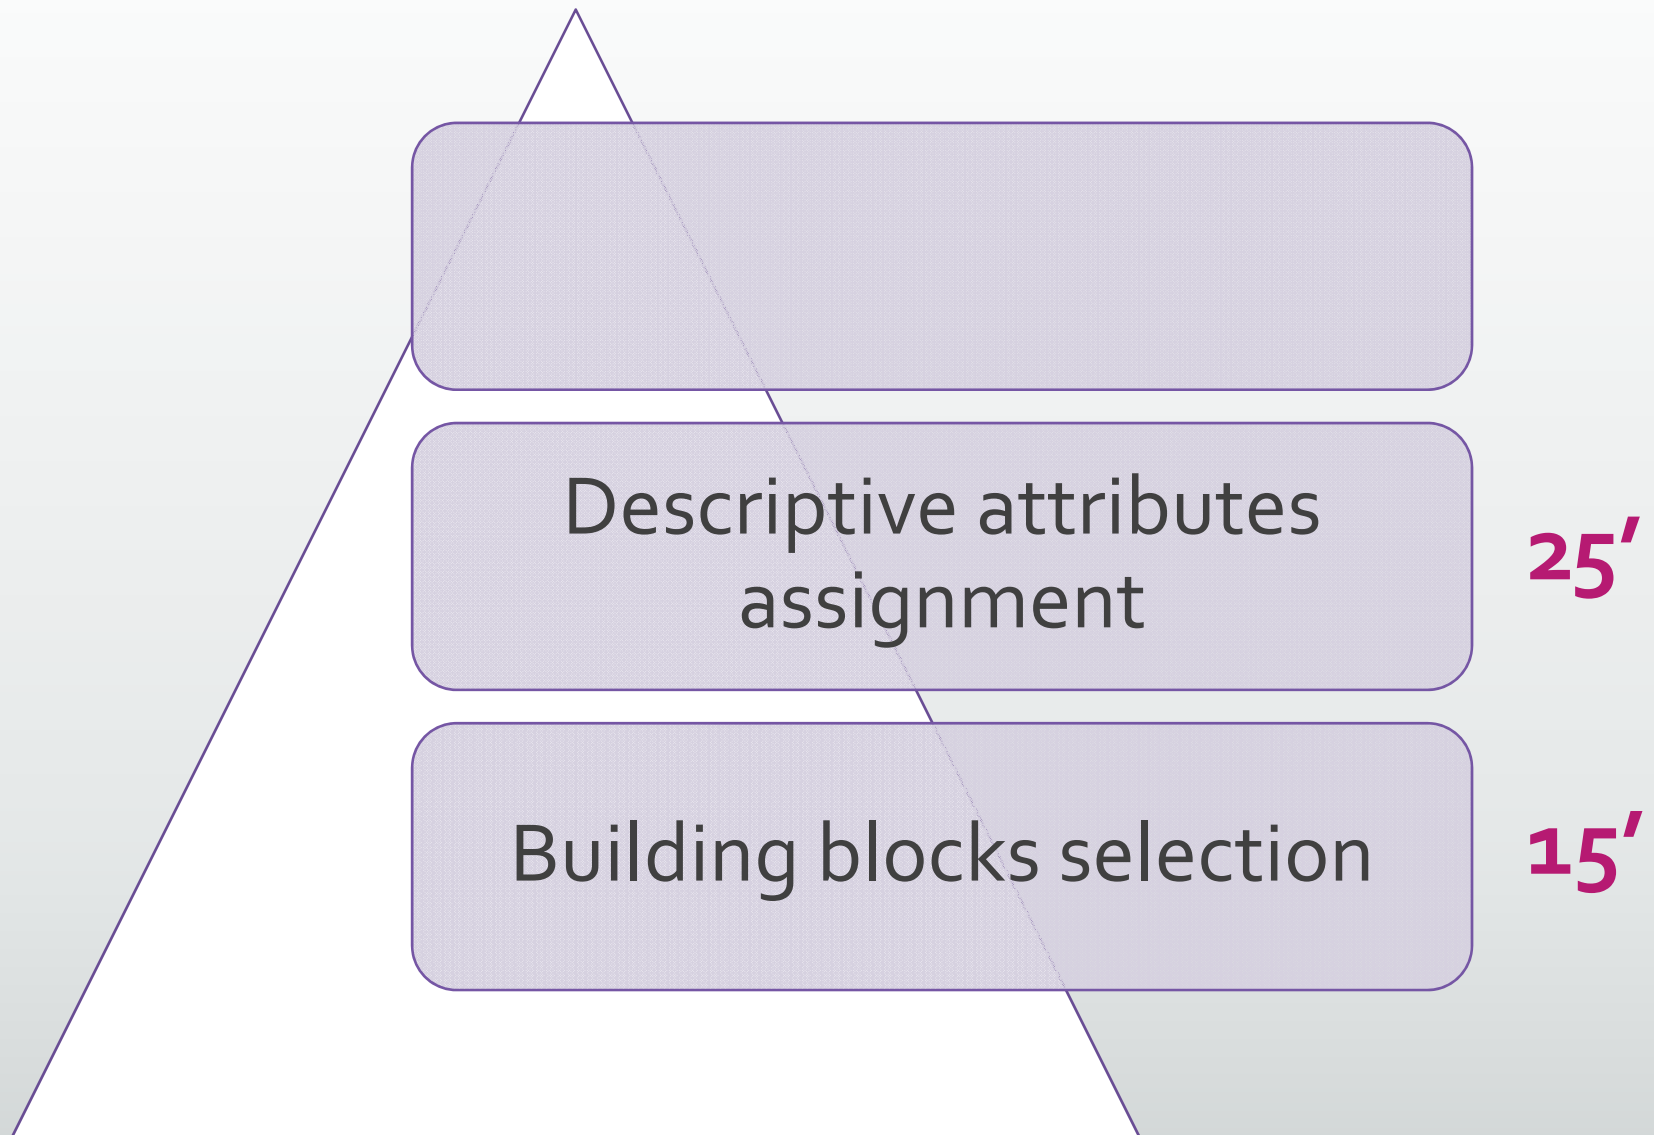 Descriptive attributes
assignment
25′
Building blocks selection
15′